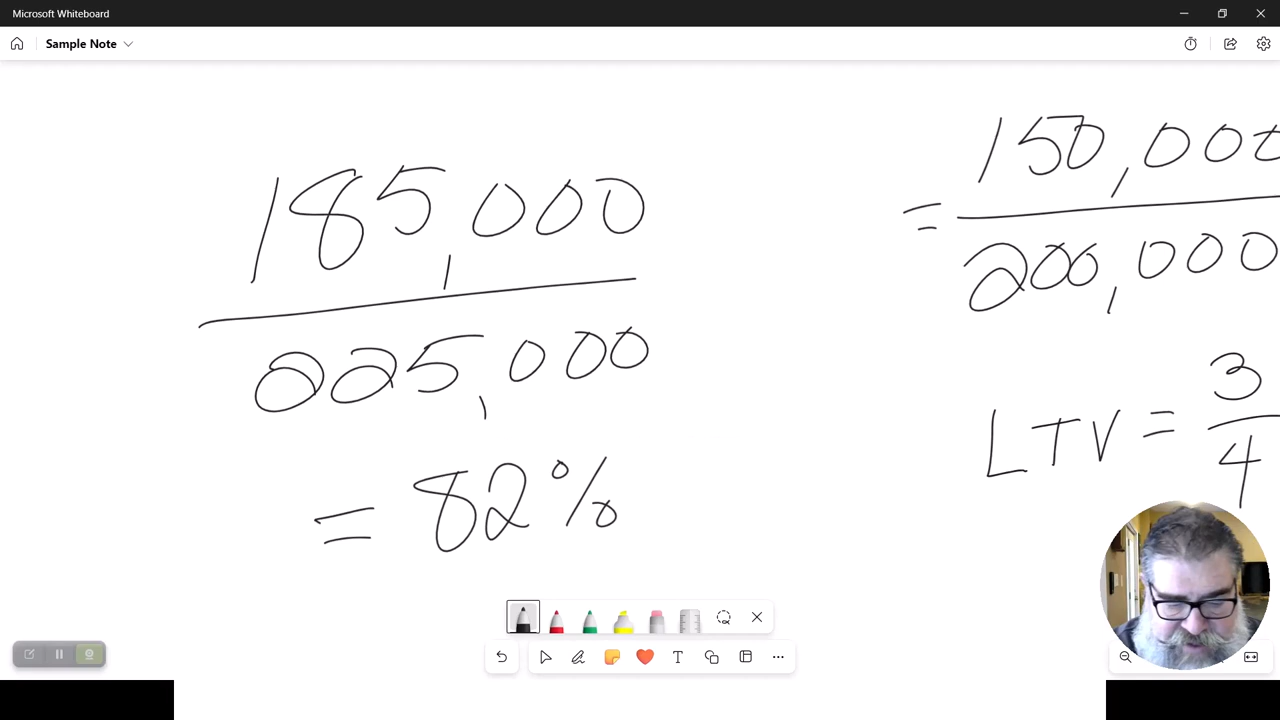 Microsoft Whiteboard
Sample Note
185,000
225,000
= 82%
= 150,000
200,000
LTV = 3
4